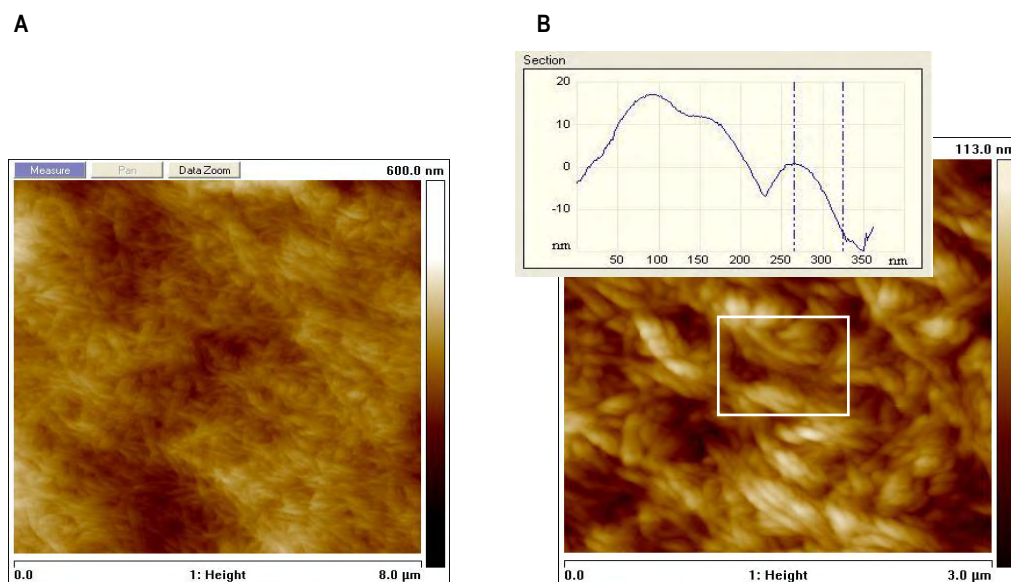 A
B
Section
20
10
0
-10
nm
50 100 150 200 250 300 350 nm
Measure Pan Data Zoom 600.0 nm
113.0 nm
0.0 1: Height 8.0 µm
0.0 1: Height 3.0 µm